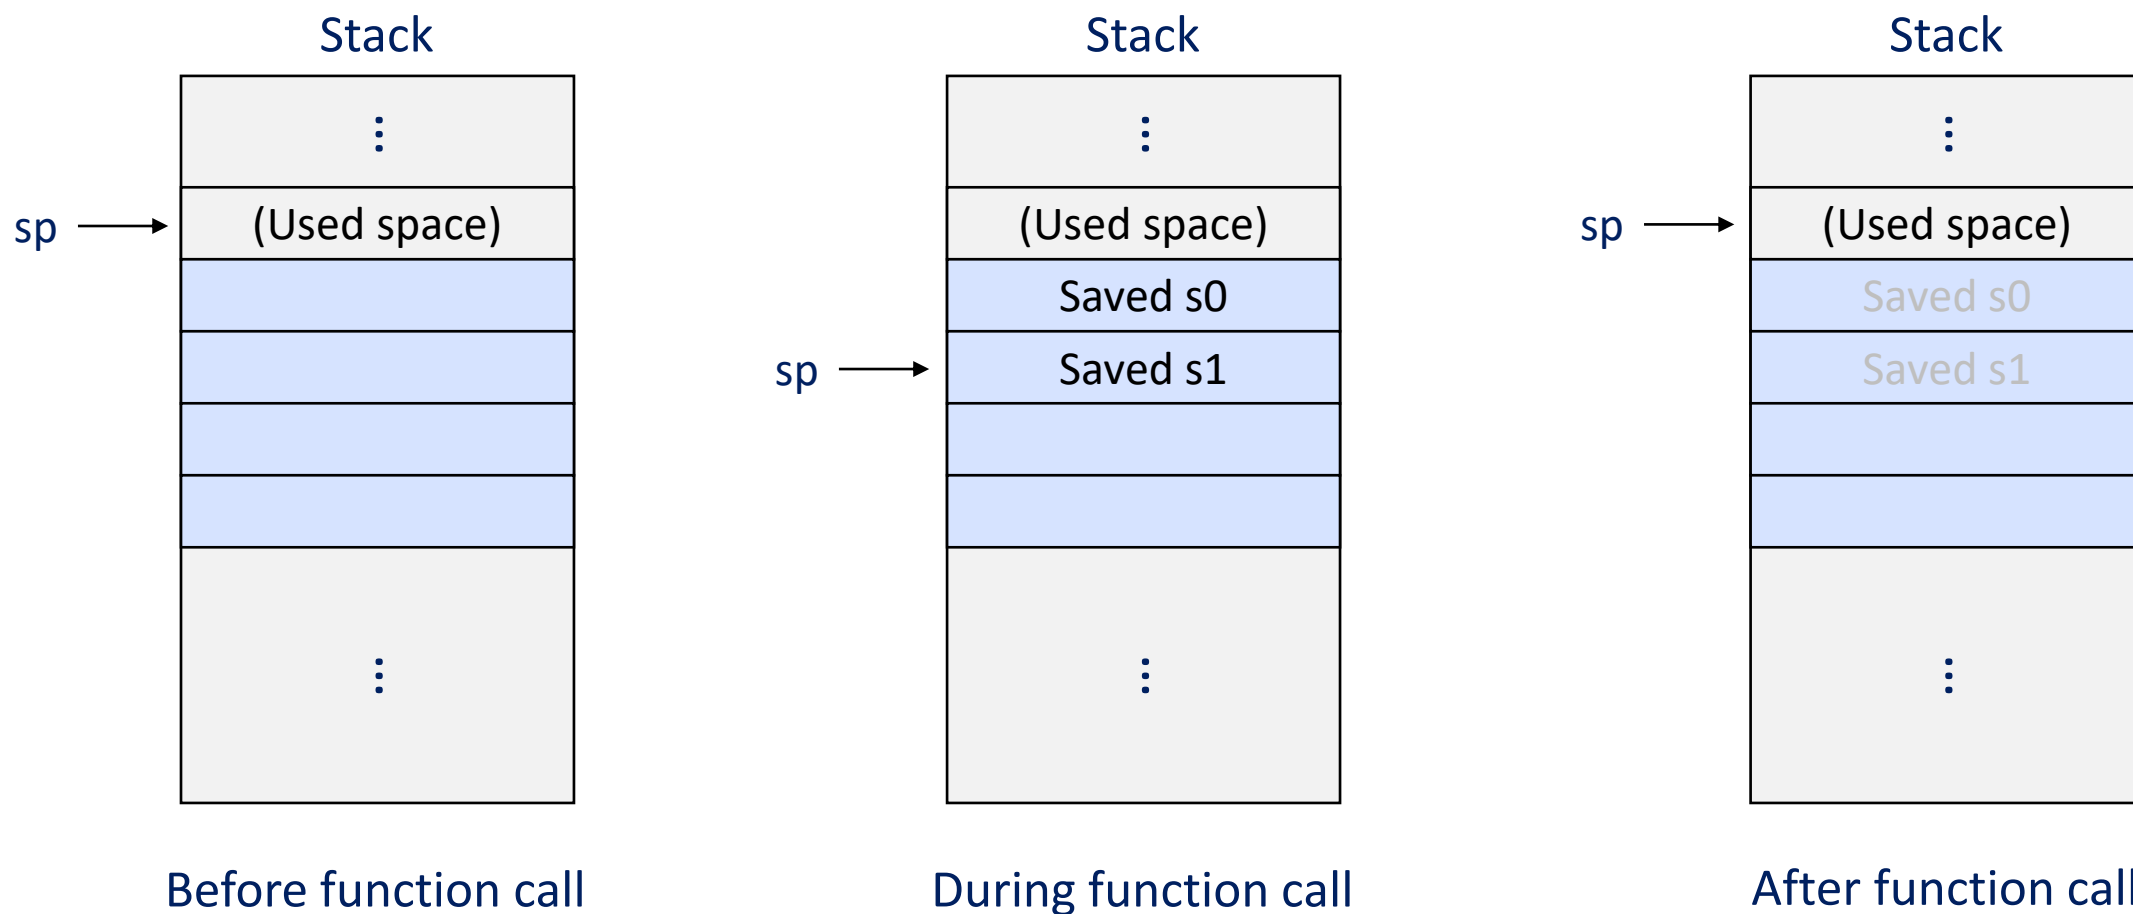 Stack
⋮
sp
(Used space)
⋮
Before function call
Stack
⋮
(Used space)
Saved s0
sp
Saved s1
⋮
During function call
Stack
⋮
sp
(Used space)
Saved s0
Saved s1
⋮
After function call